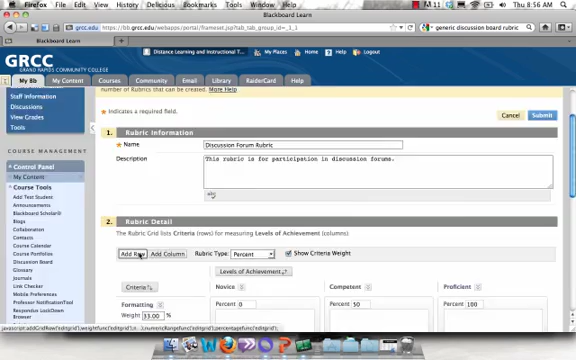 Firefox File Edit View History Delicious Bookmarks Tools Window Help
11 Thu 8:56 AM
Blackboard Learn
grcc.edu https://bb.grcc.edu/webapps/portal/frameset.jsp?tab_tab_group_id=_1_1
generic discussion board rubric
Blackboard Learn
GRCC
GRAND RAPIDS COMMUNITY COLLEGE
Distance Learning and Instructional T...
My Places Home Help Logout
My Bb My Content Courses Community Email Library RaiderCard Help
Staff Information
Discussions
View Grades
Tools
COURSE MANAGEMENT
Control Panel
My Content
Course Tools
Add Test Student
Announcements
Blackboard Scholar®
Blogs
Collaboration
Contacts
Course Calendar
Course Portfolios
Discussion Board
Glossary
Journals
Link Checker
Mobile Preferences
Profesor NotificationTool
Respondus LockDown
Browser
number of Rubrics that can be created. More Help
Indicates a required field.
Cancel Submit
1. Rubric Information
Name Discussion Forum Rubric
Description This rubric is for participation in discussion forums.
abc
2. Rubric Detail
The Rubric Grid lists Criteria (rows) for measuring Levels of Achievement (columns)
Add Row Add Column Rubric Type: Percent Show Criteria Weight
Levels of Achievement
Criteria Novice Competent Proficient
Formatting Percent 0 Percent 50 Percent 100
Weight 33.00